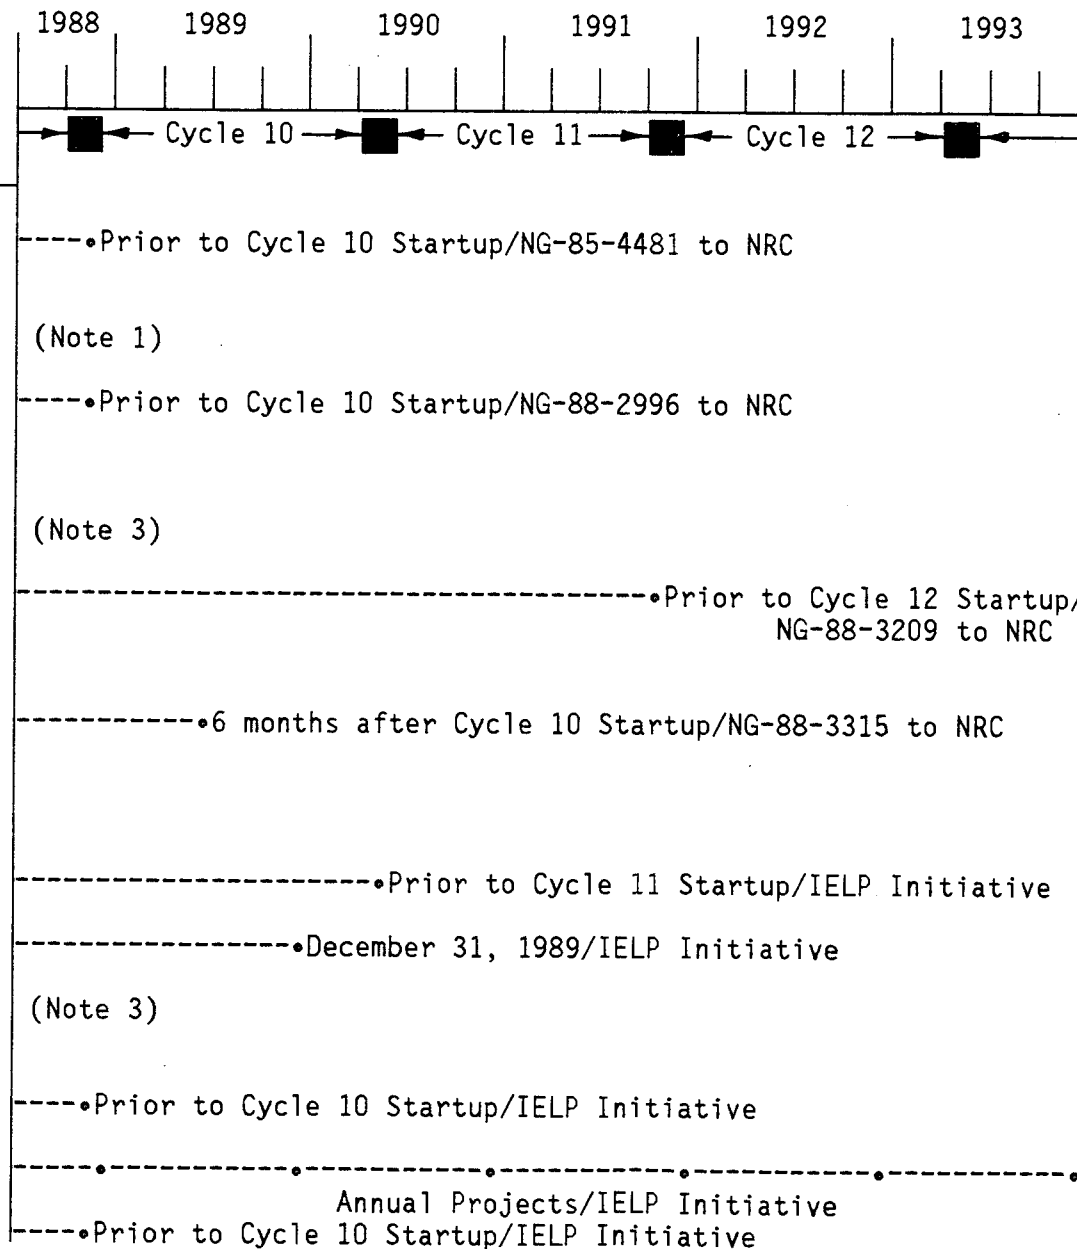 1988 1989 1990 1991 1992 1993
Cycle 10 Cycle 11 Cycle 12
Prior to Cycle 10 Startup/NG-85-4481 to NRC
(Note 1)
Prior to Cycle 10 Startup/NG-88-2996 to NRC
(Note 3)
Prior to Cycle 12 Startup/
NG-88-3209 to NRC
6 months after Cycle 10 Startup/NG-88-3315 to NRC
Prior to Cycle 11 Startup/IELP Initiative
December 31, 1989/IELP Initiative
(Note 3)
Prior to Cycle 10 Startup/IELP Initiative
Annual Projects/IELP Initiative
Prior to Cycle 10 Startup/IELP Initiative